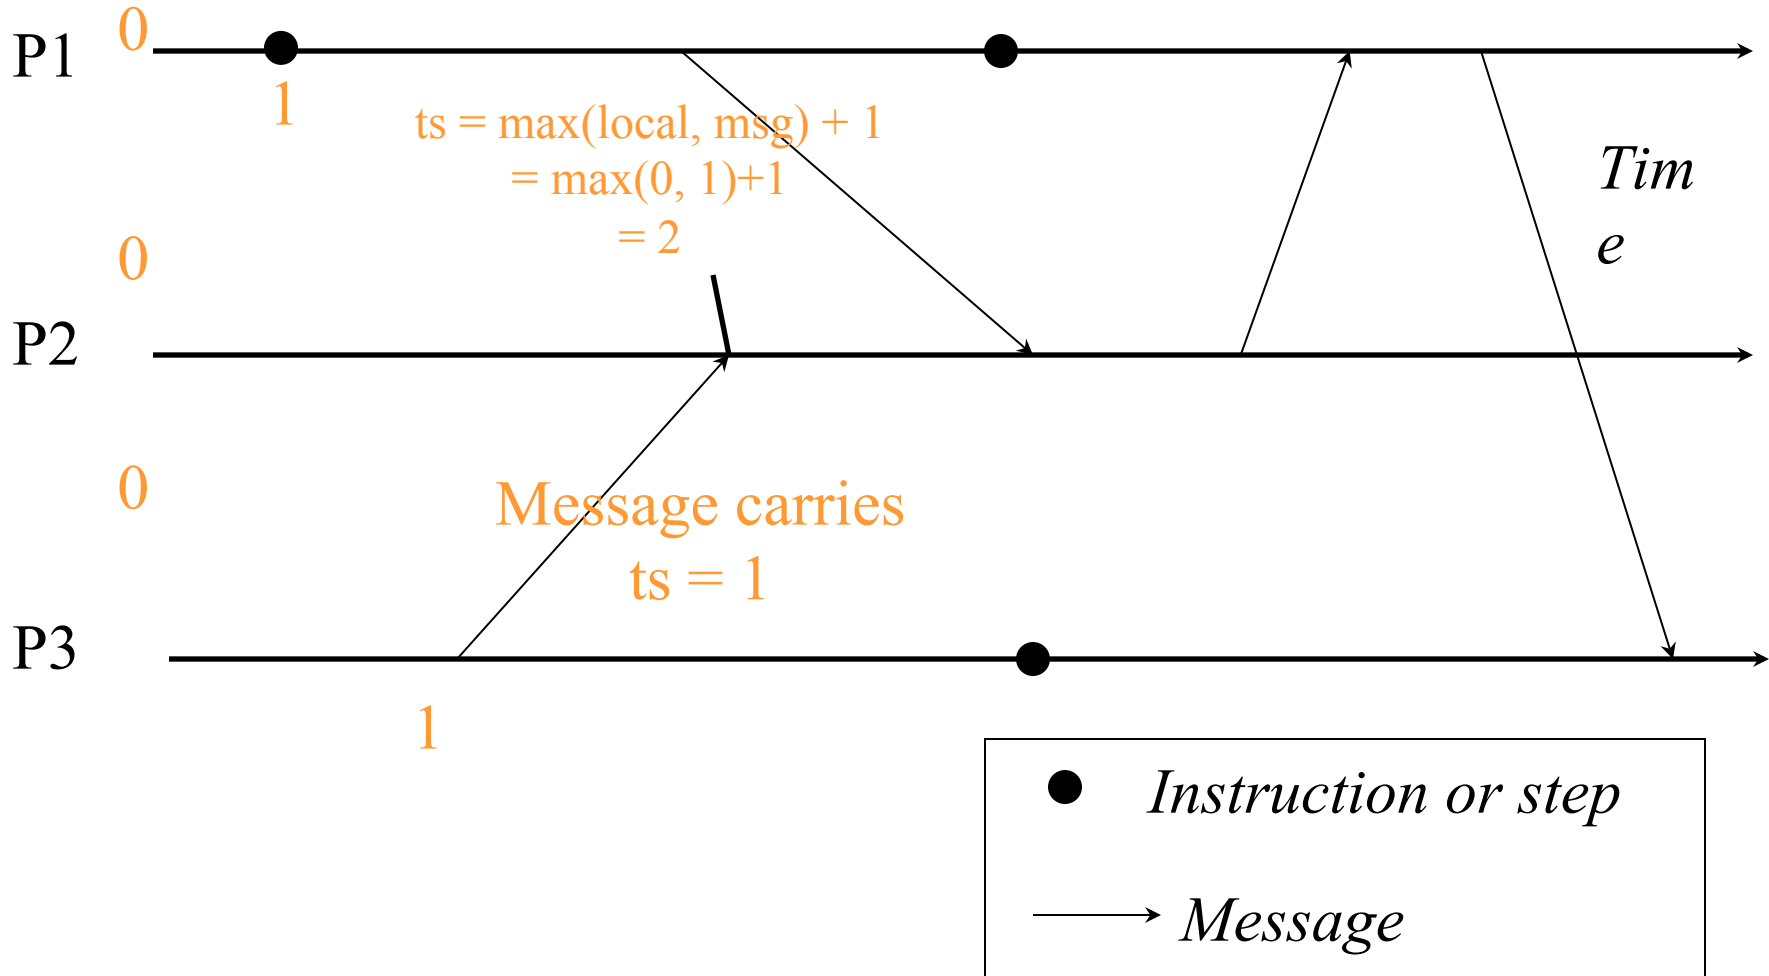 0
P1
1
ts = max(local, msg) + 1
= max(0, 1)+1
= 2
Tim
e
0
P2
0
Message carries
ts = 1
P3
1
Instruction or step
Message